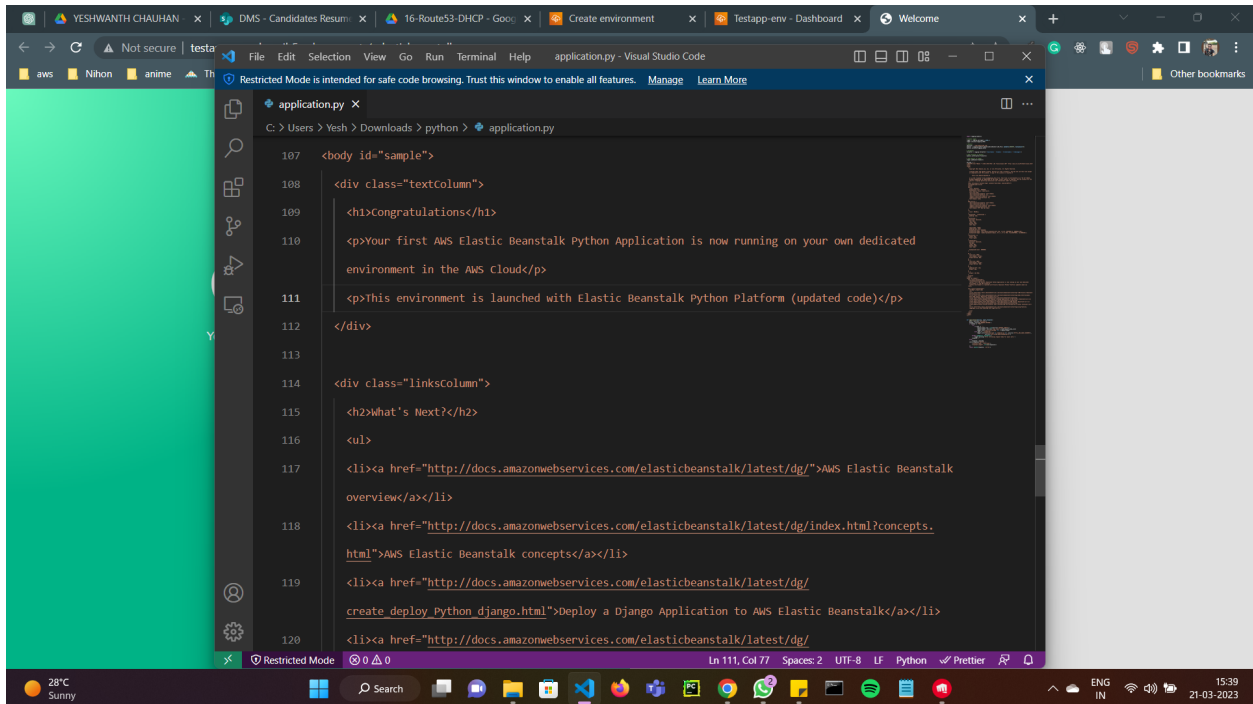 YESHWANTH CHAUHAN -
DMS - Candidates Resum
16-Route53-DHCP - Goog
Create environment
Testapp-env - Dashboard
Welcome
Not secure
testa
aws
Nihon
anime
Th
Other bookmarks
File Edit Selection View Go Run Terminal Help
application.py - Visual Studio Code
Restricted Mode is intended for safe code browsing. Trust this window to enable all features. Manage Learn More
application.py
C: > Users > Yesh > Downloads > python > application.py
107 <body id="sample">
108 <div class="textColumn">
109 <h1>Congratulations</h1>
110 <p>Your first AWS Elastic Beanstalk Python Application is now running on your own dedicated
environment in the AWS Cloud</p>
111 <p>This environment is launched with Elastic Beanstalk Python Platform (updated code)</p>
112 </div>
113
114 <div class="linksColumn">
115 <h2>What's Next?</h2>
116 <ul>
117 <li><a href="http://docs.amazonwebservices.com/elasticbeanstalk/latest/dg/">AWS Elastic Beanstalk
overview</a></li>
118 <li><a href="http://docs.amazonwebservices.com/elasticbeanstalk/latest/dg/index.html?concepts.
html">AWS Elastic Beanstalk concepts</a></li>
119 <li><a href="http://docs.amazonwebservices.com/elasticbeanstalk/latest/dg/
create_deploy_Python_django.html">Deploy a Django Application to AWS Elastic Beanstalk</a></li>
120 <li><a href="http://docs.amazonwebservices.com/elasticbeanstalk/latest/dg/
Restricted Mode 0 0
Ln 111, Col 77 Spaces: 2 UTF-8 LF Python Prettier
28°C
Sunny
Search
2
ENG
IN
15:39
21-03-2023